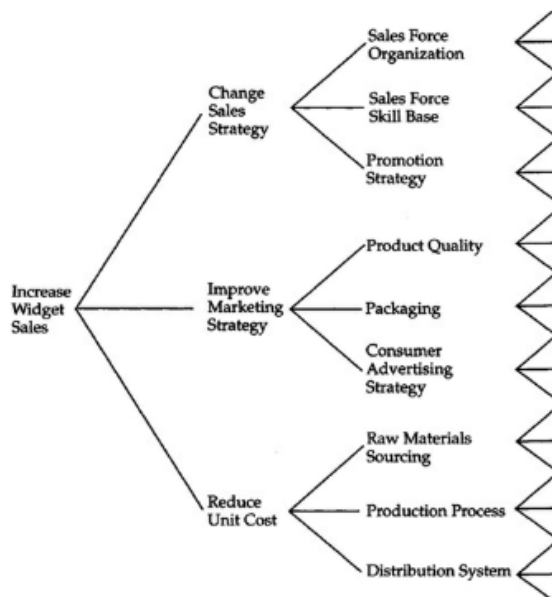 Increase
Widget
Sales
Change
Sales
Strategy
Sales Force
Organization
Sales Force
Skill Base
Promotion
Strategy
Improve
Marketing
Strategy
Product Quality
Packaging
Consumer
Advertising
Strategy
Reduce
Unit Cost
Raw Materials
Sourcing
Production Process
Distribution System